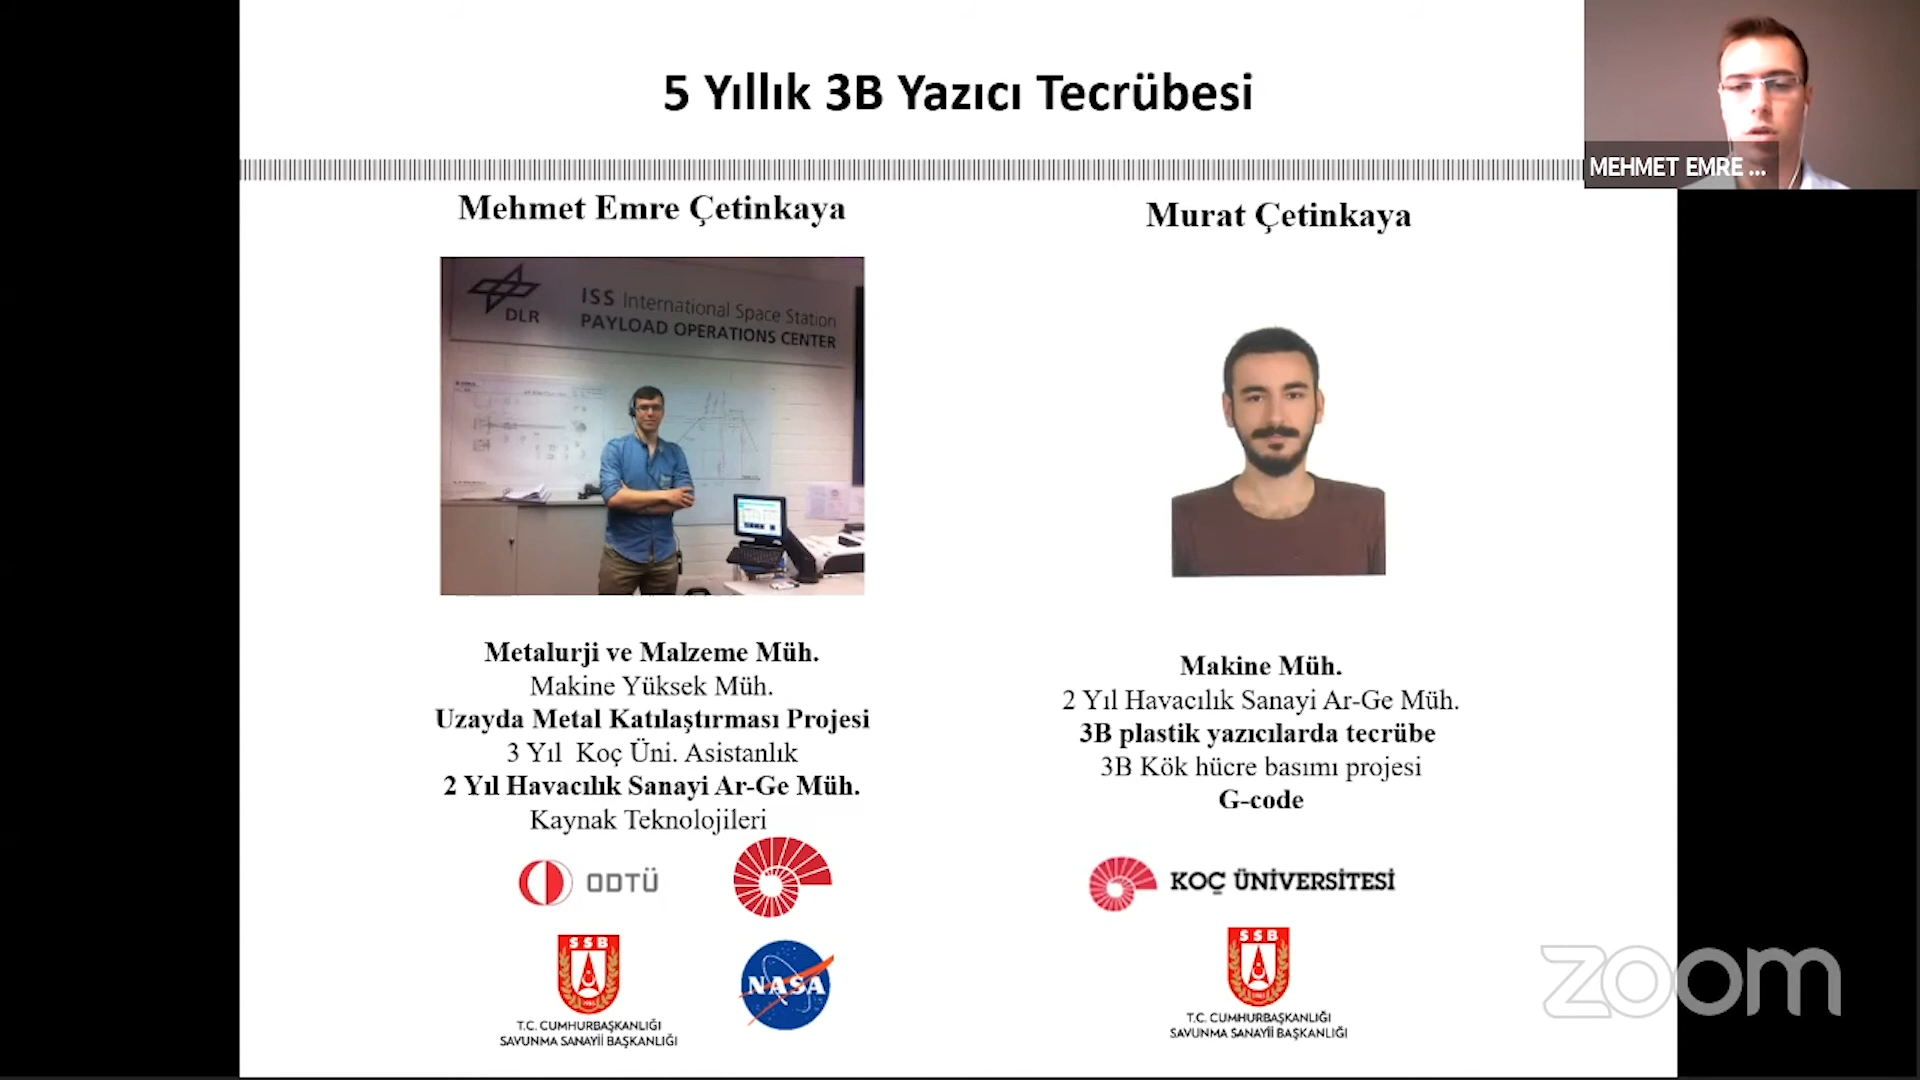 5 Yıllık 3B Yazıcı Tecrübesi
MEHMET EMRE ...
Mehmet Emre Çetinkaya
DLR
ISS International Space Station
PAYLOAD OPERATIONS CENTER
Metalurji ve Malzeme Müh.
Makine Yüksek Müh.
Uzayda Metal Katılaştırması Projesi
3 Yıl Koç Üni. Asistanlık
2 Yıl Havacılık Sanayi Ar-Ge Müh.
Kaynak Teknolojileri
ODTÜ
SSB
T.C. CUMHURBAŞKANLIĞI
SAVUNMA SANAYİİ BAŞKANLIĞI
NASA
Murat Çetinkaya
Makine Müh.
2 Yıl Havacılık Sanayi Ar-Ge Müh.
3B plastik yazıcılarda tecrübe
3B Kök hücre basımı projesi
G-code
KOÇ ÜNİVERSİTESİ
SSB
T.C. CUMHURBAŞKANLIĞI
SAVUNMA SANAYİİ BAŞKANLIĞI
zoom